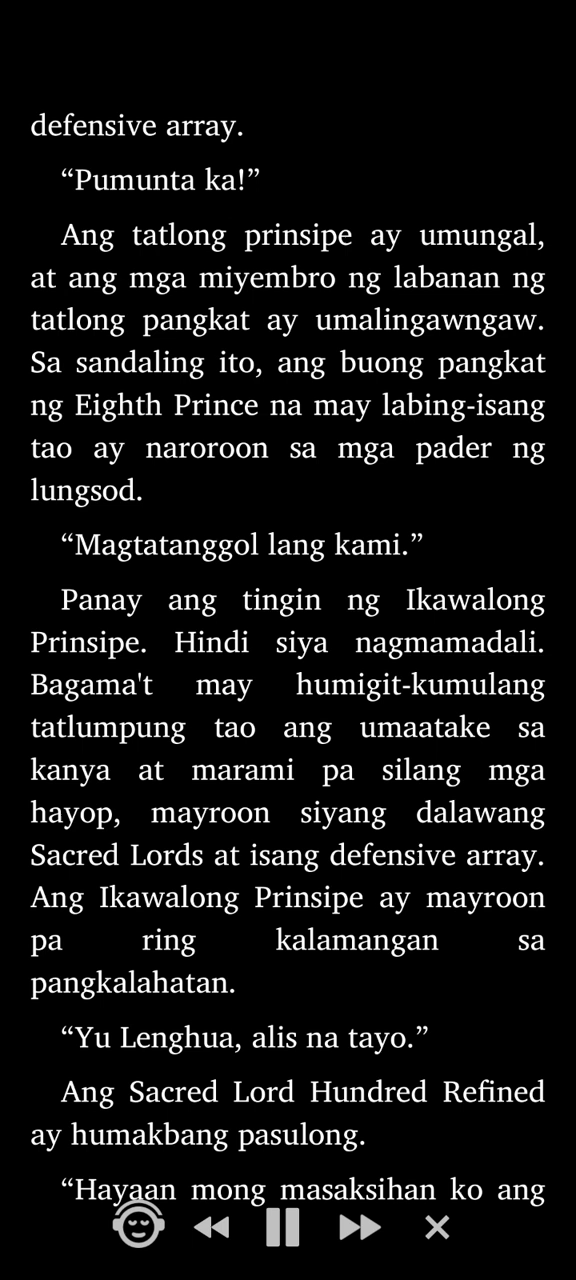 defensive array.
“Pumunta ka!”
Ang tatlong prinsipe ay umungal,
at ang mga miyembro ng labanan ng
tatlong pangkat ay umalingawngaw.
Sa sandaling ito, ang buong pangkat
ng Eighth Prince na may labing-isang
tao ay naroroon sa mga pader ng
lungsod.
“Magtatanggol lang kami.”
Panay ang tingin ng Ikawalong
Prinsipe. Hindi siya nagmamadali.
Bagama't may humigit-kumulang
tatlumpung tao ang umaatake sa
kanya at marami pa silang mga
hayop, mayroon siyang dalawang
Sacred Lords at isang defensive array.
Ang Ikawalong Prinsipe ay mayroon
pa ring kalamangan sa
pangkalahatan.
“Yu Lenghua, alis na tayo.”
Ang Sacred Lord Hundred Refined
ay humakbang pasulong.
“Hayaan mong masaksihan ko ang